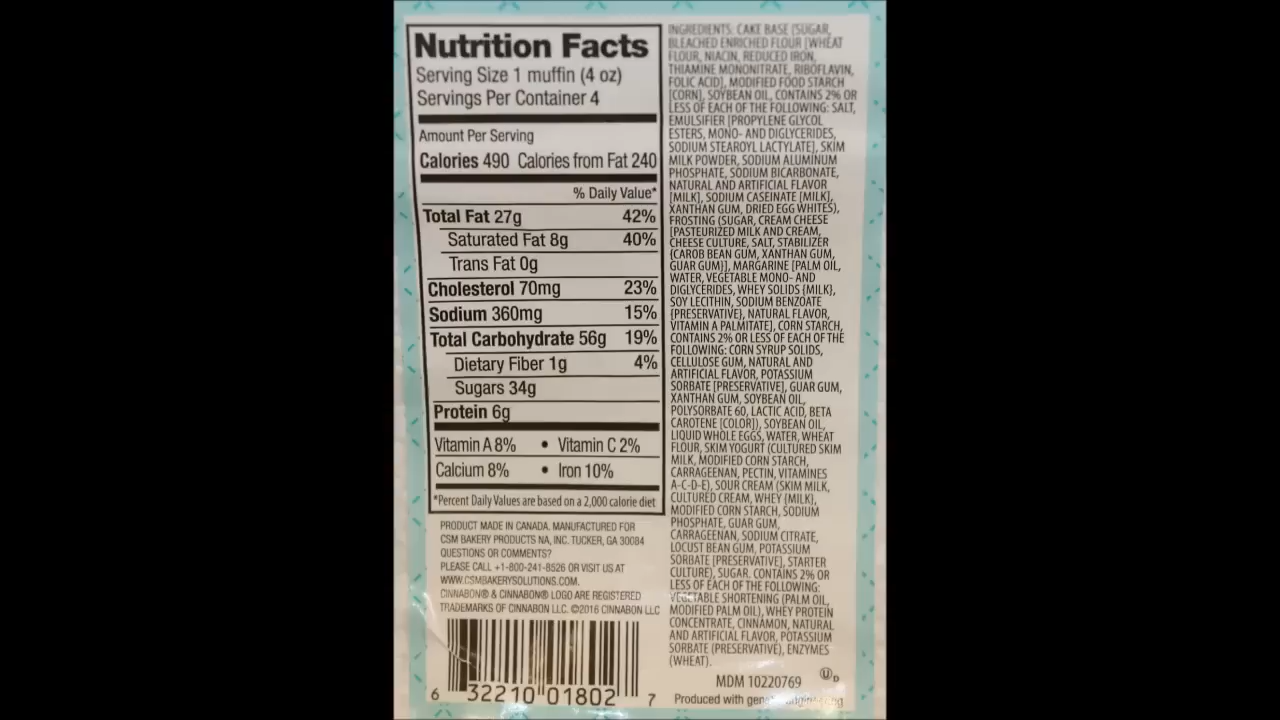 Nutrition Facts
Serving Size 1 muffin (4 oz)
Servings Per Container 4
Amount Per Serving
Calories 490 Calories from Fat 240
% Daily Value*
Total Fat 27g 42%
Saturated Fat 8g 40%
Trans Fat 0g
Cholesterol 70mg 23%
Sodium 360mg 15%
Total Carbohydrate 56g 19%
Dietary Fiber 1g 4%
Sugars 34g
Protein 6g
Vitamin A 8% • Vitamin C 2%
Calcium 8% • Iron 10%
*Percent Daily Values are based on a 2,000 calorie diet
PRODUCT MADE IN CANADA. MANUFACTURED FOR
CSM BAKERY PRODUCTS NA, INC. TUCKER, GA 30084
QUESTIONS OR COMMENTS?
PLEASE CALL +1-800-241-8526 OR VISIT US AT
WWW.CSMBAKERYSOLUTIONS.COM.
CINNABON® & CINNABON® LOGO ARE REGISTERED
TRADEMARKS OF CINNABON LLC. ©2016 CINNABON LLC
6 32210 01802 7
INGREDIENTS: CAKE BASE (SUGAR,
BLEACHED ENRICHED FLOUR [WHEAT
FLOUR, NIACIN, REDUCED IRON,
THIAMINE MONONITRATE, RIBOFLAVIN,
FOLIC ACID], MODIFIED FOOD STARCH
[CORN], SOYBEAN OIL, CONTAINS 2% OR
LESS OF EACH OF THE FOLLOWING: SALT,
EMULSIFIER [PROPYLENE GLYCOL
ESTERS, MONO- AND DIGLYCERIDES,
SODIUM STEAROYL LACTYLATE], SKIM
MILK POWDER, SODIUM ALUMINUM
PHOSPHATE, SODIUM BICARBONATE,
NATURAL AND ARTIFICIAL FLAVOR
[MILK], SODIUM CASEINATE [MILK],
XANTHAN GUM, DRIED EGG WHITES),
FROSTING (SUGAR, CREAM CHEESE
[PASTEURIZED MILK AND CREAM,
CHEESE CULTURE, SALT, STABILIZER
{CAROB BEAN GUM, XANTHAN GUM,
GUAR GUM}], MARGARINE [PALM OIL,
WATER, VEGETABLE MONO- AND
DIGLYCERIDES, WHEY SOLIDS {MILK},
SOY LECITHIN, SODIUM BENZOATE
{PRESERVATIVE}, NATURAL FLAVOR,
VITAMIN A PALMITATE], CORN STARCH,
CONTAINS 2% OR LESS OF EACH OF THE
FOLLOWING: CORN SYRUP SOLIDS,
CELLULOSE GUM, NATURAL AND
ARTIFICIAL FLAVOR, POTASSIUM
SORBATE [PRESERVATIVE], GUAR GUM,
XANTHAN GUM, SOYBEAN OIL,
POLYSORBATE 60, LACTIC ACID, BETA
CAROTENE [COLOR]), SOYBEAN OIL,
LIQUID WHOLE EGGS, WATER, WHEAT
FLOUR, SKIM YOGURT (CULTURED SKIM
MILK, MODIFIED CORN STARCH,
CARRAGEENAN, PECTIN, VITAMINES
A-C-D-E), SOUR CREAM (SKIM MILK,
CULTURED CREAM, WHEY [MILK],
MODIFIED CORN STARCH, SODIUM
PHOSPHATE, GUAR GUM,
CARRAGEENAN, SODIUM CITRATE,
LOCUST BEAN GUM, POTASSIUM
SORBATE [PRESERVATIVE], STARTER
CULTURE), SUGAR. CONTAINS 2% OR
LESS OF EACH OF THE FOLLOWING:
VEGETABLE SHORTENING (PALM OIL,
MODIFIED PALM OIL), WHEY PROTEIN
CONCENTRATE, CINNAMON, NATURAL
AND ARTIFICIAL FLAVOR, POTASSIUM
SORBATE (PRESERVATIVE), ENZYMES
(WHEAT).
MDM 10220769
U D
Produced with